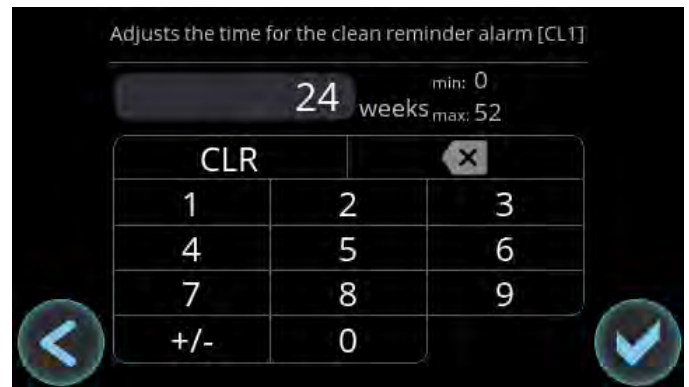 Adjusts the time for the clean reminder alarm [CL1]
24 weeks min: 0
max: 52
CLR
1 2 3
4 5 6
7 8 9
+/- 0